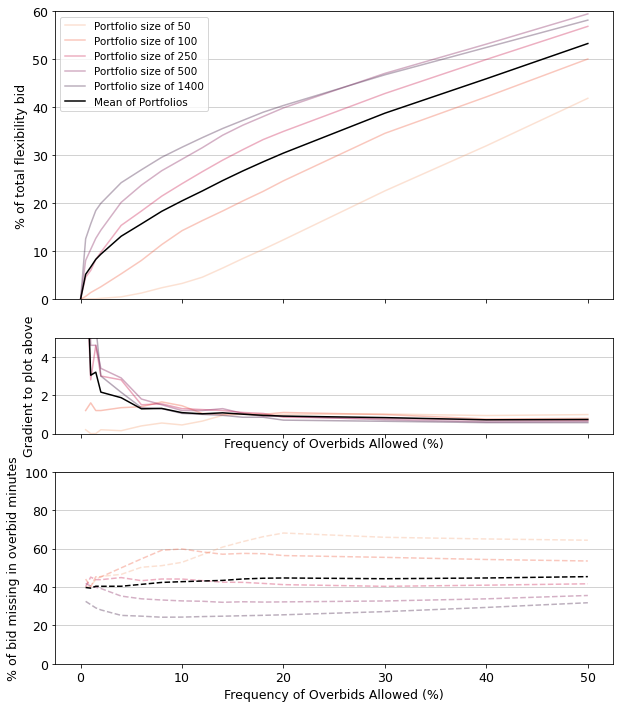 60
50
40
30
20
10
0
% of total flexibility bid
Portfolio size of 50
Portfolio size of 100
Portfolio size of 250
Portfolio size of 500
Portfolio size of 1400
Mean of Portfolios
4
2
0
Gradient to plot above
Frequency of Overbids Allowed (%)
100
80
60
40
20
0
% of bid missing in overbid minutes
0 10 20 30 40 50
Frequency of Overbids Allowed (%)